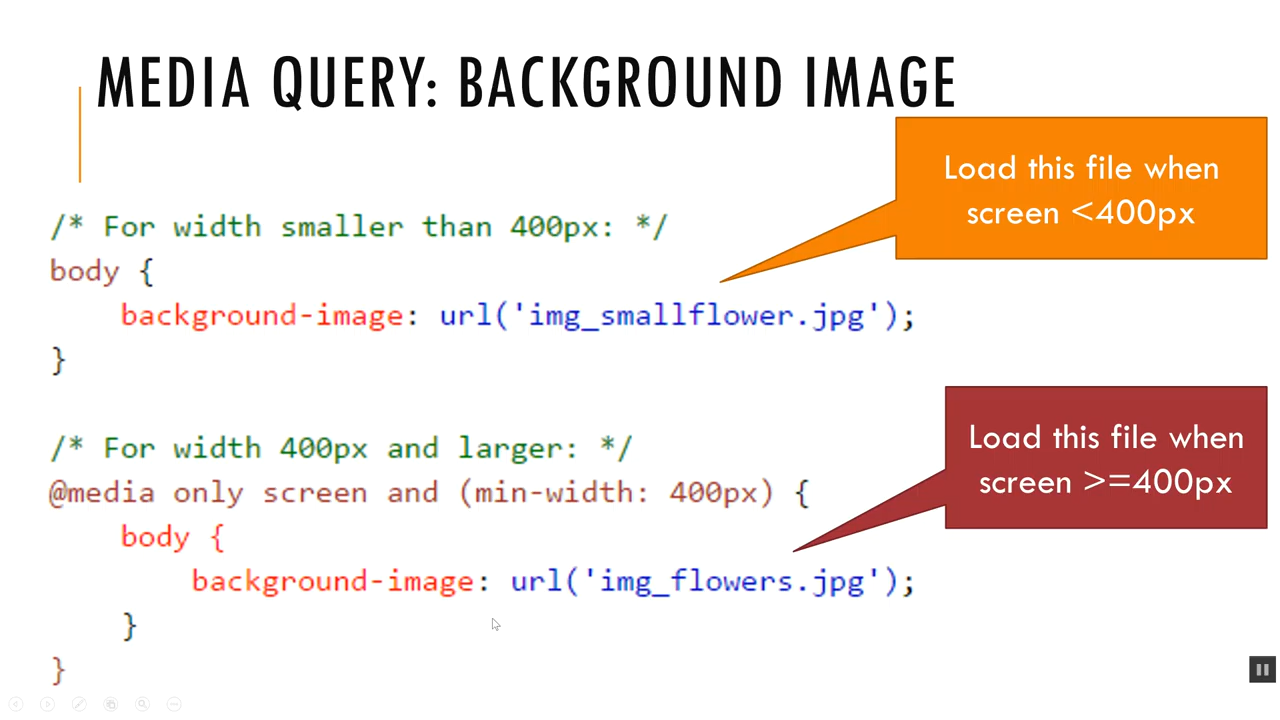 MEDIA QUERY: BACKGROUND IMAGE
Load this file when
screen <400px
/* For width smaller than 400px: */
body {
    background-image: url('img_smallflower.jpg');
}
Load this file when
screen >=400px
/* For width 400px and larger: */
@media only screen and (min-width: 400px) {
    body {
        background-image: url('img_flowers.jpg');
    }
}